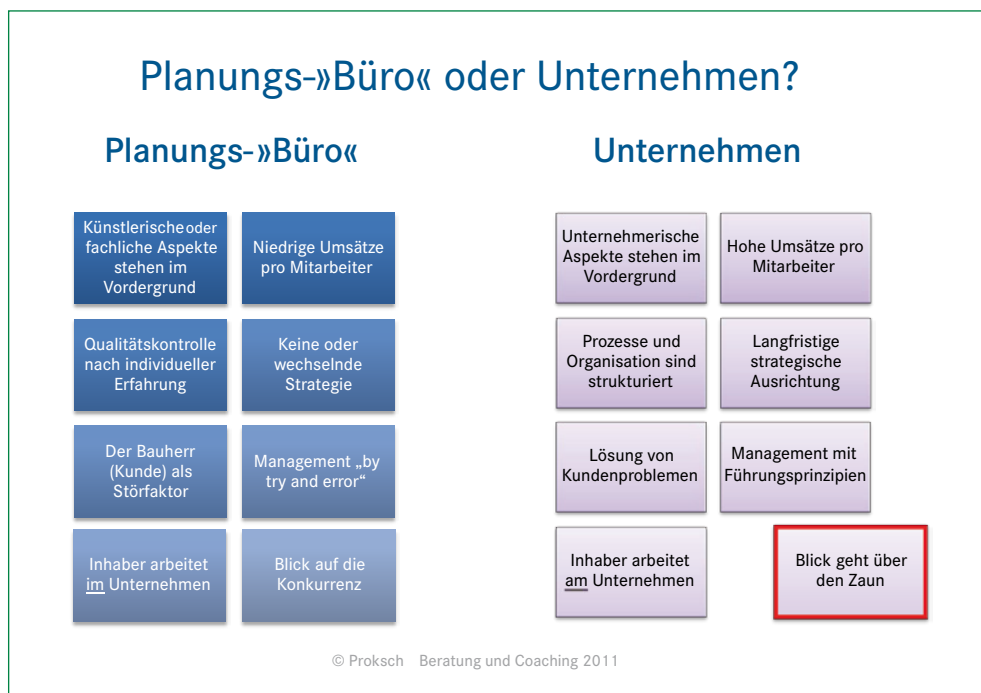 Planungs-»Büro« oder Unternehmen?
Planungs-»Büro«
Künstlerische oder
fachliche Aspekte
stehen im
Vordergrund
Niedrige Umsätze
pro Mitarbeiter
Qualitätskontrolle
nach individueller
Erfahrung
Keine oder
wechselnde
Strategie
Der Bauherr
(Kunde) als
Störfaktor
Management „by
try and error“
Inhaber arbeitet
im Unternehmen
Blick auf die
Konkurrenz
Unternehmen
Unternehmerische
Aspekte stehen im
Vordergrund
Hohe Umsätze pro
Mitarbeiter
Prozesse und
Organisation sind
strukturiert
Langfristige
strategische
Ausrichtung
Lösung von
Kundenproblemen
Management mit
Führungsprinzipien
Inhaber arbeitet
am Unternehmen
Blick geht über
den Zaun
© Proksch Beratung und Coaching 2011